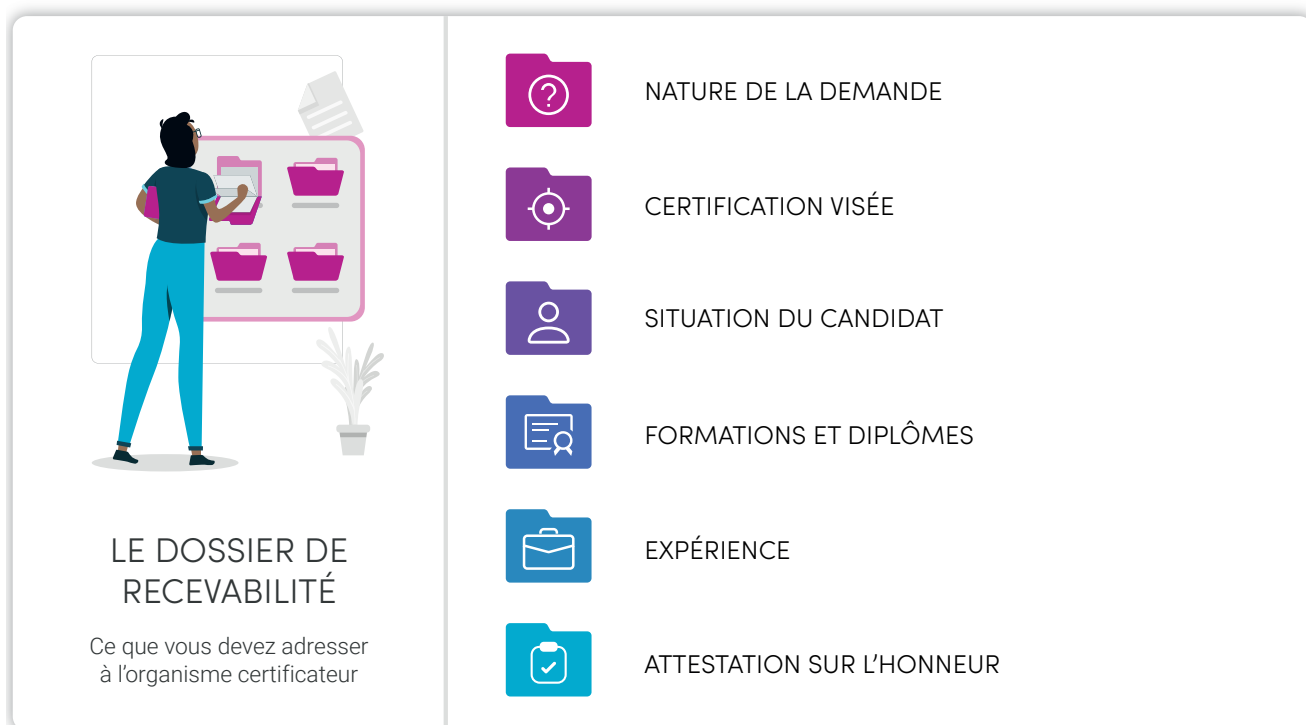 LE DOSSIER DE
RECEVABILITÉ
Ce que vous devez adresser
à l'organisme certificateur
NATURE DE LA DEMANDE
CERTIFICATION VISÉE
SITUATION DU CANDIDAT
FORMATIONS ET DIPLÔMES
EXPÉRIENCE
ATTESTATION SUR L'HONNEUR